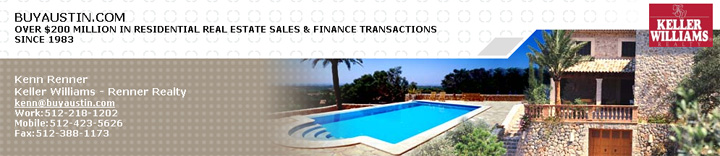 BUYAUSTIN.COM
OVER $200 MILLION IN RESIDENTIAL REAL ESTATE SALES & FINANCE TRANSACTIONS
SINCE 1983
KELLER
WILLIAMS
REALTY
Kenn Renner
Keller Williams - Renner Realty
kenn@buyaustin.com
Work:512-218-1202
Mobile:512-423-5626
Fax:512-388-1173